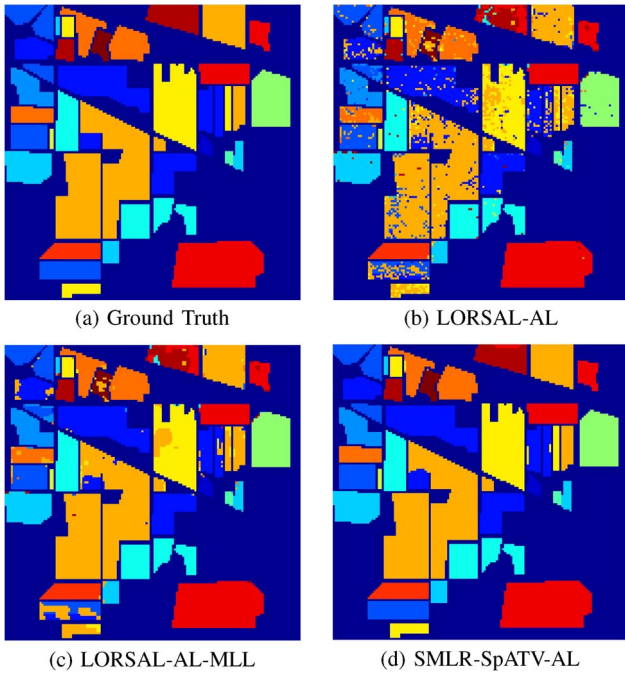 (a) Ground Truth
(b) LORSAL-AL
(c) LORSAL-AL-MLL
(d) SMLR-SpATV-AL